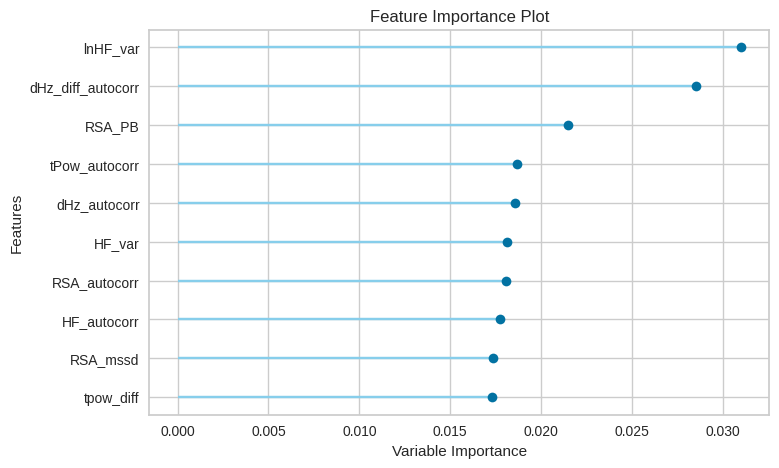 Feature Importance Plot
Features
lnHF_var
dHz_diff_autocorr
RSA_PB
tPow_autocorr
dHz_autocorr
HF_var
RSA_autocorr
HF_autocorr
RSA_mssd
tpow_diff
0.000 0.005 0.010 0.015 0.020 0.025 0.030
Variable Importance